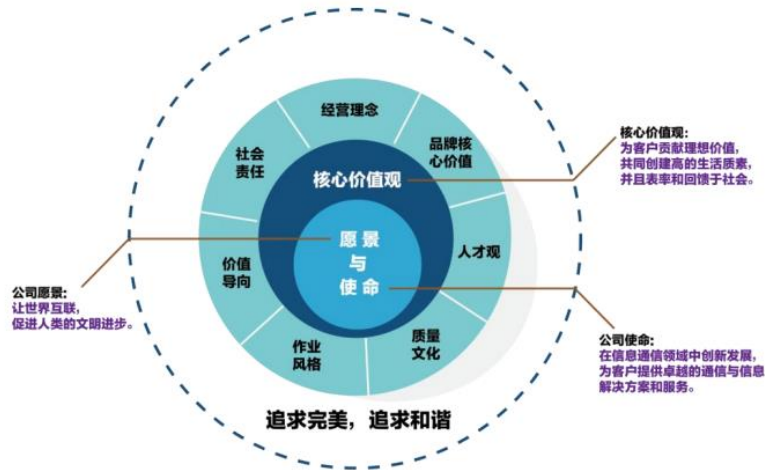 经营理念
品牌核
心价值
社会
责任
核心价值观
核心价值观：
为客户贡献理想价值，
共同创建高的生活质素，
并且表率和回馈于社会。
愿景
与
使命
人才观
价值
导向
公司愿景：
让世界互联，
促进人类的文明进步。
作业
风格
质量
文化
公司使命：
在信息通信领域中创新发展，
为客户提供卓越的通信与信息
解决方案和服务。
追求完美，追求和谐